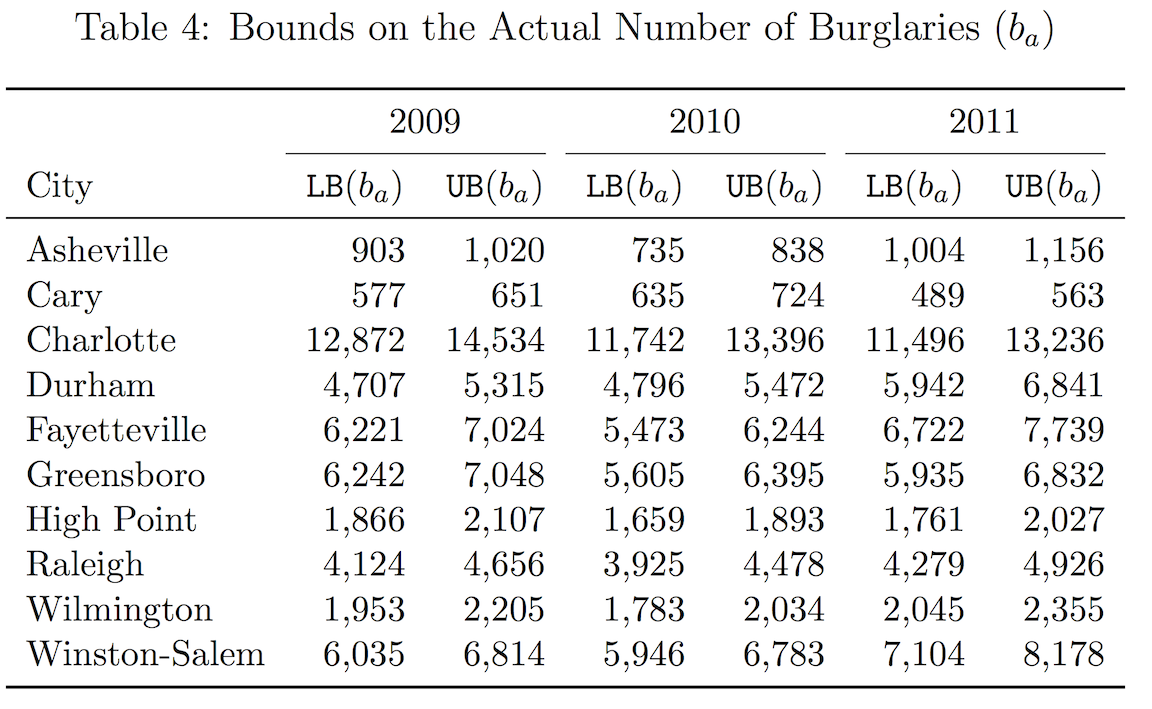 Table 4: Bounds on the Actual Number of Burglaries (bₐ)
2009 2010 2011
City LB(bₐ) UB(bₐ) LB(bₐ) UB(bₐ) LB(bₐ) UB(bₐ)
Asheville 903 1,020 735 838 1,004 1,156
Cary 577 651 635 724 489 563
Charlotte 12,872 14,534 11,742 13,396 11,496 13,236
Durham 4,707 5,315 4,796 5,472 5,942 6,841
Fayetteville 6,221 7,024 5,473 6,244 6,722 7,739
Greensboro 6,242 7,048 5,605 6,395 5,935 6,832
High Point 1,866 2,107 1,659 1,893 1,761 2,027
Raleigh 4,124 4,656 3,925 4,478 4,279 4,926
Wilmington 1,953 2,205 1,783 2,034 2,045 2,355
Winston-Salem 6,035 6,814 5,946 6,783 7,104 8,178